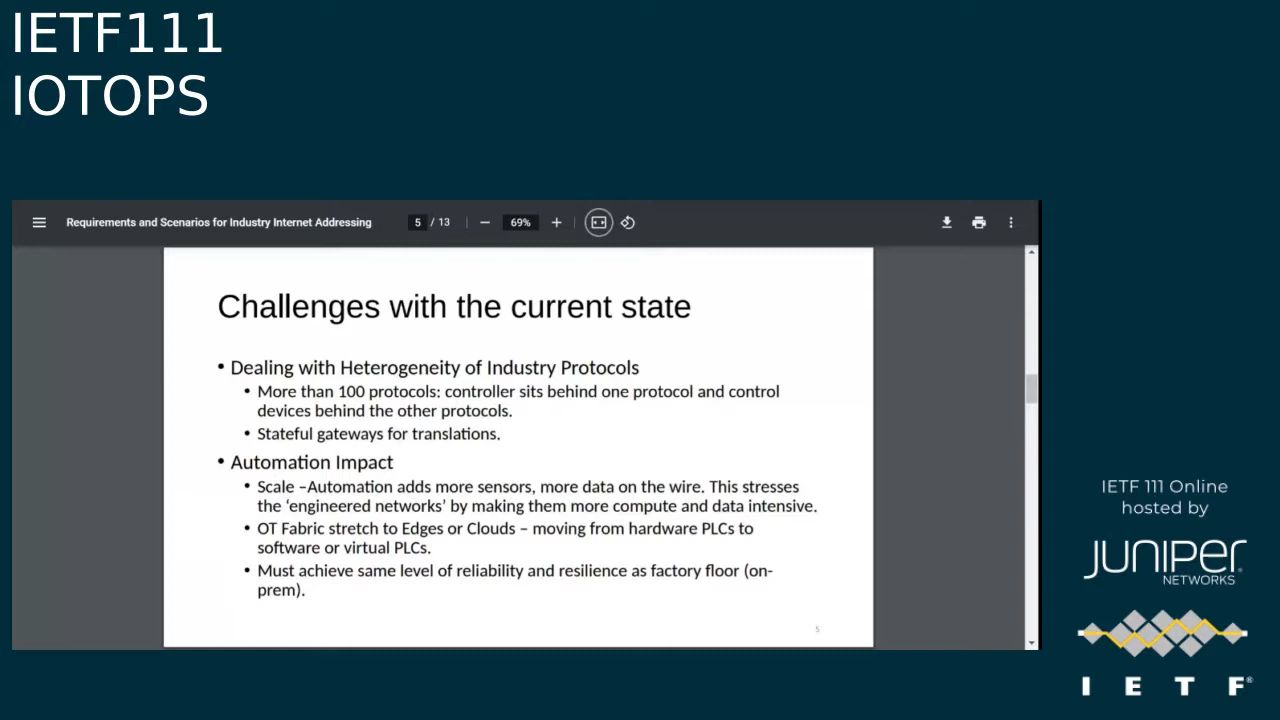 IETF111
IOTOPS
Requirements and Scenarios for Industry Internet Addressing
5 / 13
69%
Challenges with the current state
• Dealing with Heterogeneity of Industry Protocols
• More than 100 protocols: controller sits behind one protocol and control
devices behind the other protocols.
• Stateful gateways for translations.
• Automation Impact
• Scale –Automation adds more sensors, more data on the wire. This stresses
the ‘engineered networks’ by making them more compute and data intensive.
• OT Fabric stretch to Edges or Clouds – moving from hardware PLCs to
software or virtual PLCs.
• Must achieve same level of reliability and resilience as factory floor (on-
prem).
5
IETF 111 Online
hosted by
JUNIPER
NETWORKS
I E T F®